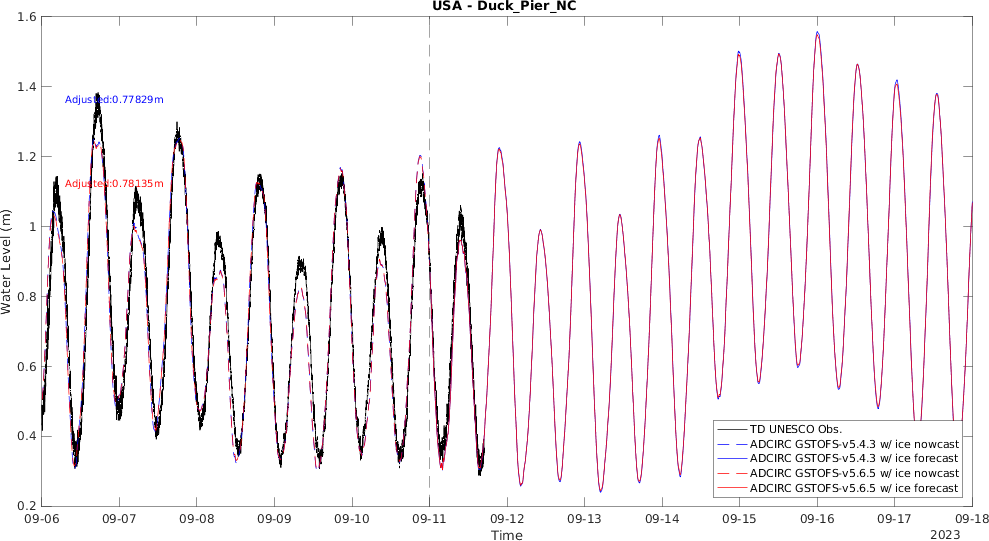 USA - Duck_Pier_NC
1.6
1.4
1.2
1
0.8
0.6
0.4
0.2
Water Level (m)
Adjusted:0.77829m
Adjusted:0.78135m
TD UNESCO Obs.
ADCIRC GSTOFS-v5.4.3 w/ ice nowcast
ADCIRC GSTOFS-v5.4.3 w/ ice forecast
ADCIRC GSTOFS-v5.6.5 w/ ice nowcast
ADCIRC GSTOFS-v5.6.5 w/ ice forecast
09-06 09-07 09-08 09-09 09-10 09-11 09-12 09-13 09-14 09-15 09-16 09-17 09-18
Time
2023